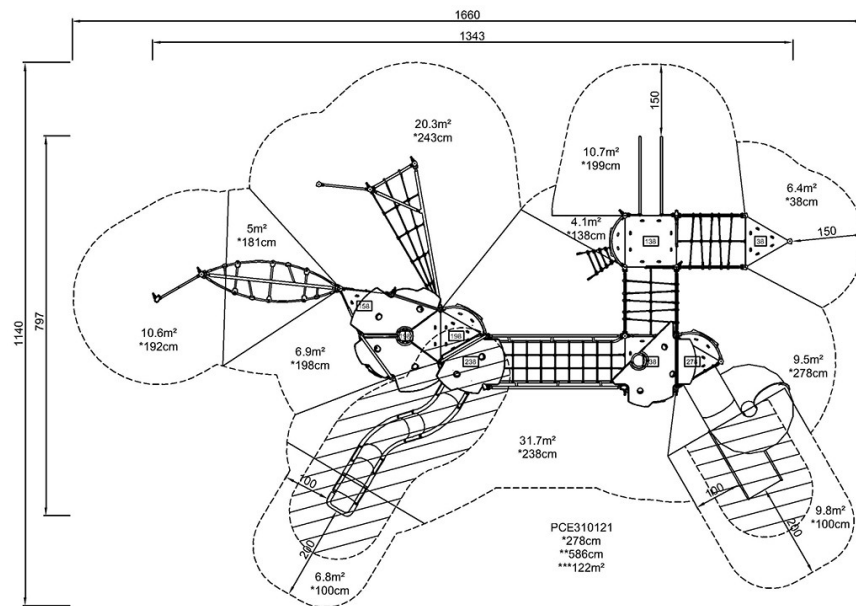 1660
1343
1140
797
150
20.3m²
*243cm
10.7m²
*199cm
6.4m²
*38cm
5m²
*181cm
4.1m²
*138cm
138
38
150
158
10.6m²
*192cm
6.9m²
*198cm
198
238
238
278
9.5m²
*278cm
31.7m²
*238cm
100
100
9.8m²
*100cm
200
200
PCE310121
*278cm
**586cm
***122m²
6.8m²
*100cm